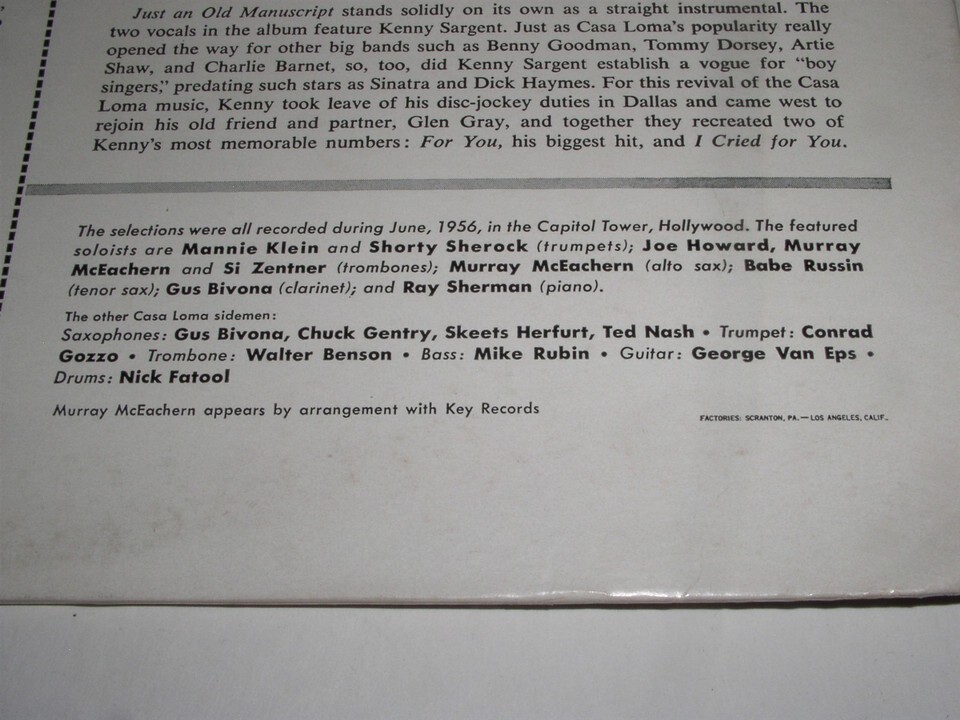 Just an Old Manuscript stands solidly on its own as a straight instrumental. The
two vocals in the album feature Kenny Sargent. Just as Casa Loma's popularity really
opened the way for other big bands such as Benny Goodman, Tommy Dorsey, Artie
Shaw, and Charlie Barnet, so, too, did Kenny Sargent establish a vogue for "boy
singers," predating such stars as Sinatra and Dick Haymes. For this revival of the Casa
Loma music, Kenny took leave of his disc-jockey duties in Dallas and came west to
rejoin his old friend and partner, Glen Gray, and together they recreated two of
Kenny's most memorable numbers: For You, his biggest hit, and I Cried for You.
The selections were all recorded during June, 1956, in the Capitol Tower, Hollywood. The featured
soloists are Mannie Klein and Shorty Sherock (trumpets); Joe Howard, Murray
McEachern and Si Zentner (trombones); Murray McEachern (alto sax); Babe Russin
(tenor sax); Gus Bivona (clarinet); and Ray Sherman (piano).
The other Casa Loma sidemen:
Saxophones: Gus Bivona, Chuck Gentry, Skeets Herfurt, Ted Nash • Trumpet: Conrad
Gozzo • Trombone: Walter Benson • Bass: Mike Rubin • Guitar: George Van Eps •
Drums: Nick Fatool
Murray McEachern appears by arrangement with Key Records
FACTORIES: SCRANTON, PA.—LOS ANGELES, CALIF.